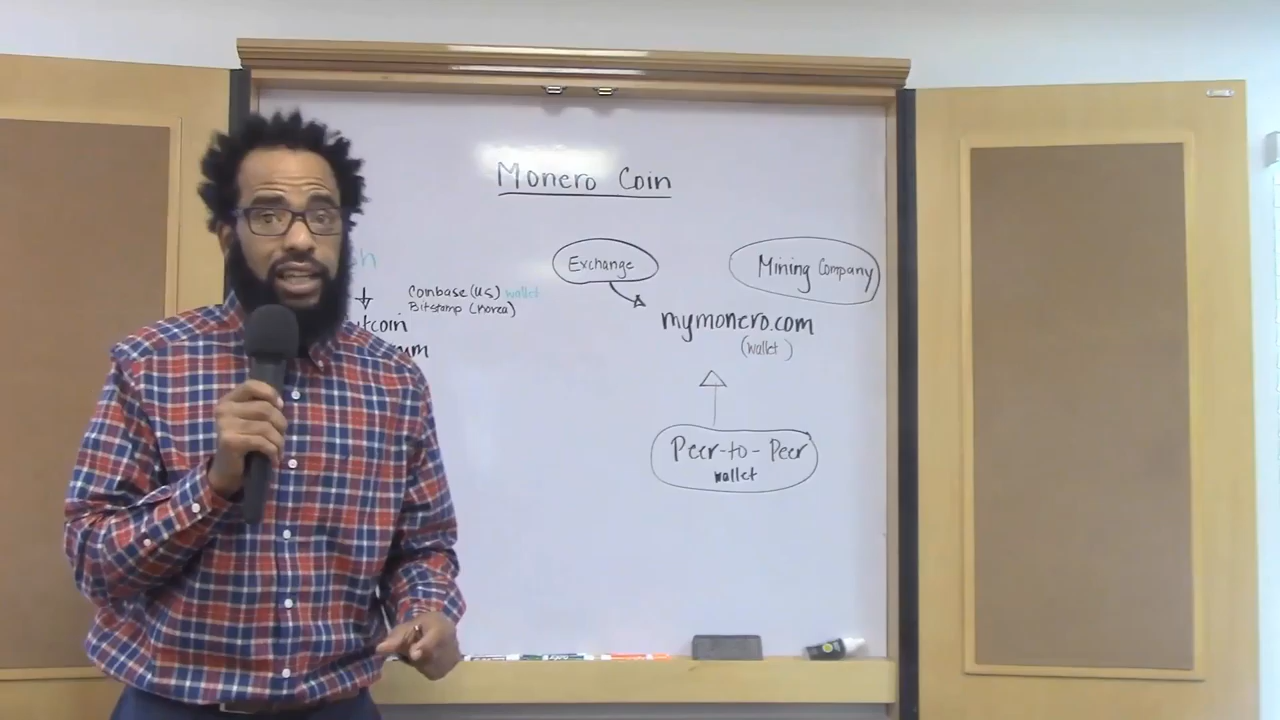 Monero Coin
Coinbase (US) wallet
Bitstamp (Korea)
Exchange
Mining Company
mymonero.com
(wallet)
Peer-to-Peer
wallet